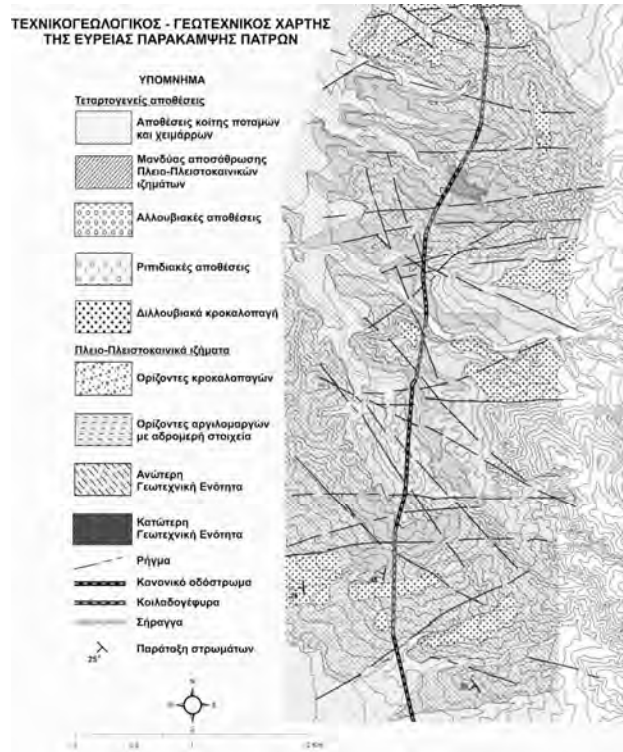 ΤΕΧΝΙΚΟΓΕΩΛΟΓΙΚΟΣ - ΓΕΩΤΕΧΝΙΚΟΣ ΧΑΡΤΗΣ
ΤΗΣ ΕΥΡΕΙΑΣ ΠΑΡΑΚΑΜΨΗΣ ΠΑΤΡΩΝ
ΥΠΟΜΝΗΜΑ
Τεταρτογενείς αποθέσεις
Αποθέσεις κοίτης ποταμών
και χειμάρρων
Μανδύας αποσάθρωσης
Πλειο-Πλειστοκαινικών
ιζημάτων
Αλλουβιακές αποθέσεις
Ριπιδιακές αποθέσεις
Διλλουβιακά κροκαλοπαγή
Πλειο-Πλειστοκαινικά ιζήματα
Ορίζοντες κροκαλοπαγών
Ορίζοντες αργιλομαργών
με αδρομερή στοιχεία
Ανώτερη
Γεωτεχνική Ενότητα
Κατώτερη
Γεωτεχνική Ενότητα
Ρήγμα
Κανονικό οδόστρωμα
Κοιλαδογέφυρα
Σήραγγα
25°
Παράταξη στρωμάτων
N
S